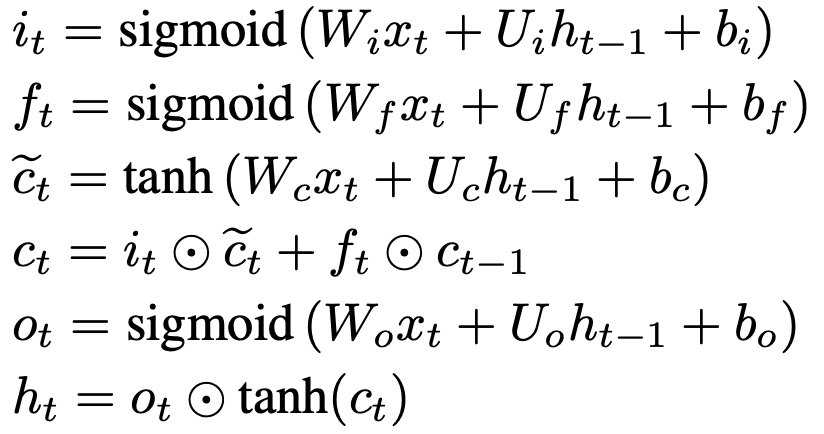 i_t = sigmoid (W_i x_t + U_i h_{t−1} + b_i)
f_t = sigmoid (W_f x_t + U_f h_{t−1} + b_f)
c̃_t = tanh (W_c x_t + U_c h_{t−1} + b_c)
c_t = i_t ⊙ c̃_t + f_t ⊙ c_{t−1}
o_t = sigmoid (W_o x_t + U_o h_{t−1} + b_o)
h_t = o_t ⊙ tanh(c_t)